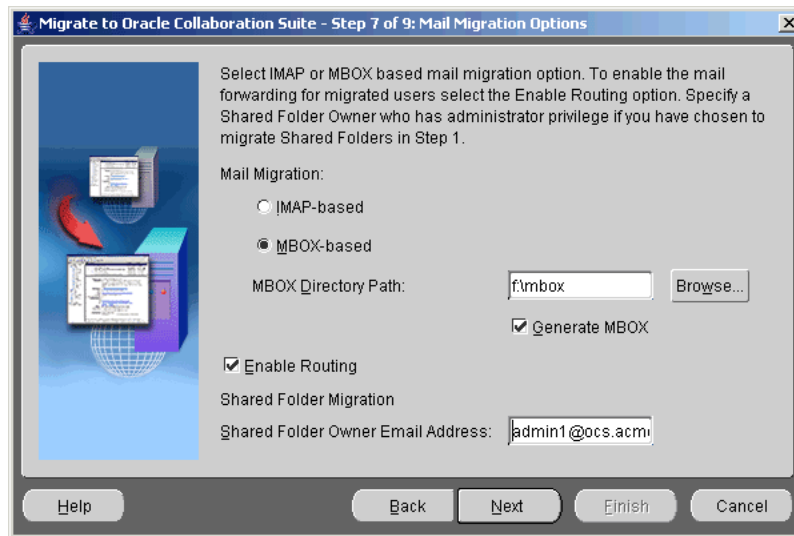 Migrate to Oracle Collaboration Suite - Step 7 of 9: Mail Migration Options
Select IMAP or MBOX based mail migration option. To enable the mail
forwarding for migrated users select the Enable Routing option. Specify a
Shared Folder Owner who has administrator privilege if you have chosen to
migrate Shared Folders in Step 1.
Mail Migration:
IMAP-based
MBOX-based
MBOX Directory Path: f:\mbox Browse...
Generate MBOX
Enable Routing
Shared Folder Migration
Shared Folder Owner Email Address: admin1@ocs.acm
Help Back Next Finish Cancel